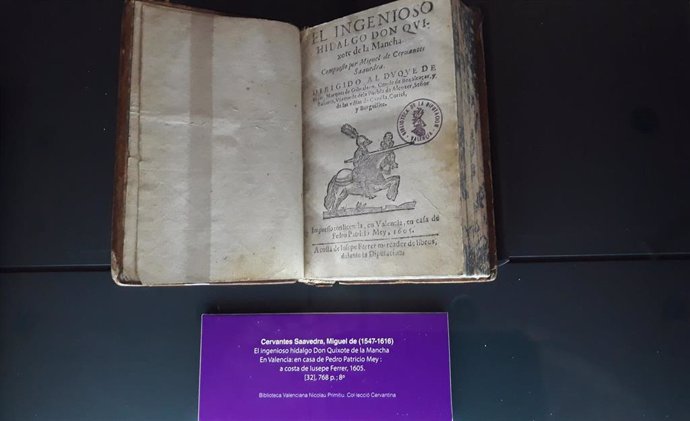 EL INGENIOSO
HIDALGO DON QVI-
xote de la Mancha.
Compuesto por Miguel de Ceruantes
Saauedra.
DIRIGIDO AL DVQVE DE
Bejar, Marques de Gibraleon, Conde de Benalcaçar, y
Bañares, Vizconde de la Puebla de Alcozer, Señor
de las villas de Capilla, Curiel,
y Burguillos.
BIBLIOTECA DE LA
VALENCIA
Impresso con licencia, en Valencia, en casa de
Pedro Patricio Mey, 1605.
A costa de Iusepe Ferrer mercader de libros,
delante la Diputacion.
Cervantes Saavedra, Miguel de (1547-1616)
El ingenioso hidalgo Don Quixote de la Mancha
En Valencia: en casa de Pedro Patricio Mey :
a costa de Iusepe Ferrer, 1605.
[32], 768 p.; 8º
Biblioteca Valenciana Nicolau Primitiu. Col·lecció Cervantina